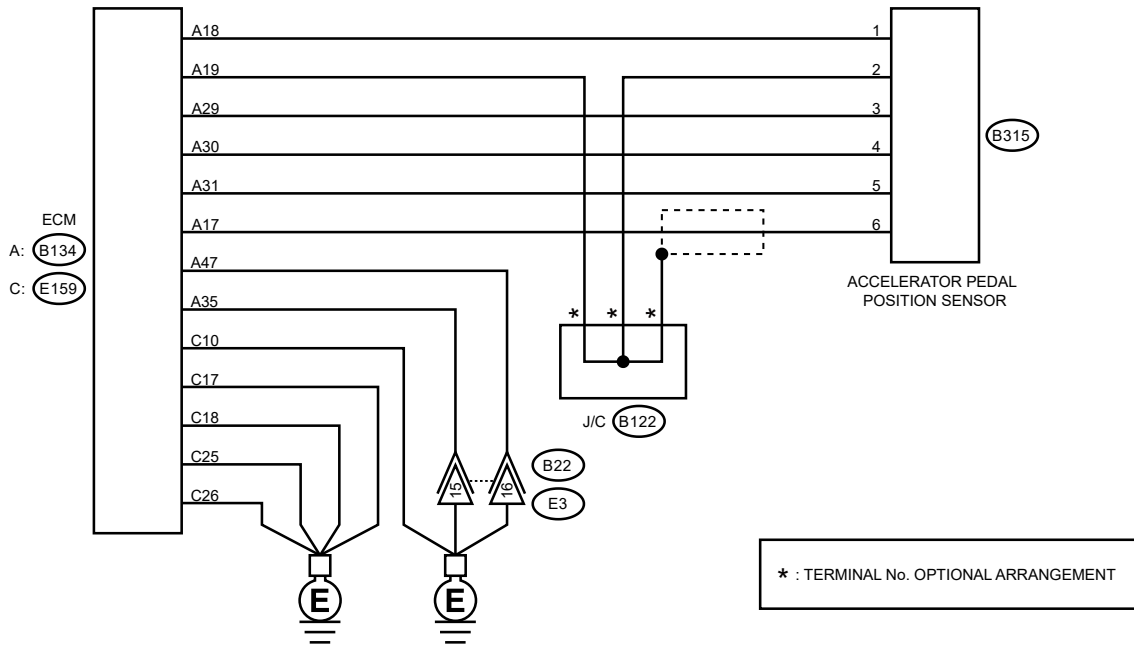 A18
1
A19
2
A29
3
A30
4
B315
A31
5
ECM
A17
6
A: B134
A47
C: E159
ACCELERATOR PEDAL
POSITION SENSOR
A35
* * *
C10
C17
J/C B122
C18
B22
C25
15
16
E3
C26
* : TERMINAL No. OPTIONAL ARRANGEMENT
E
E